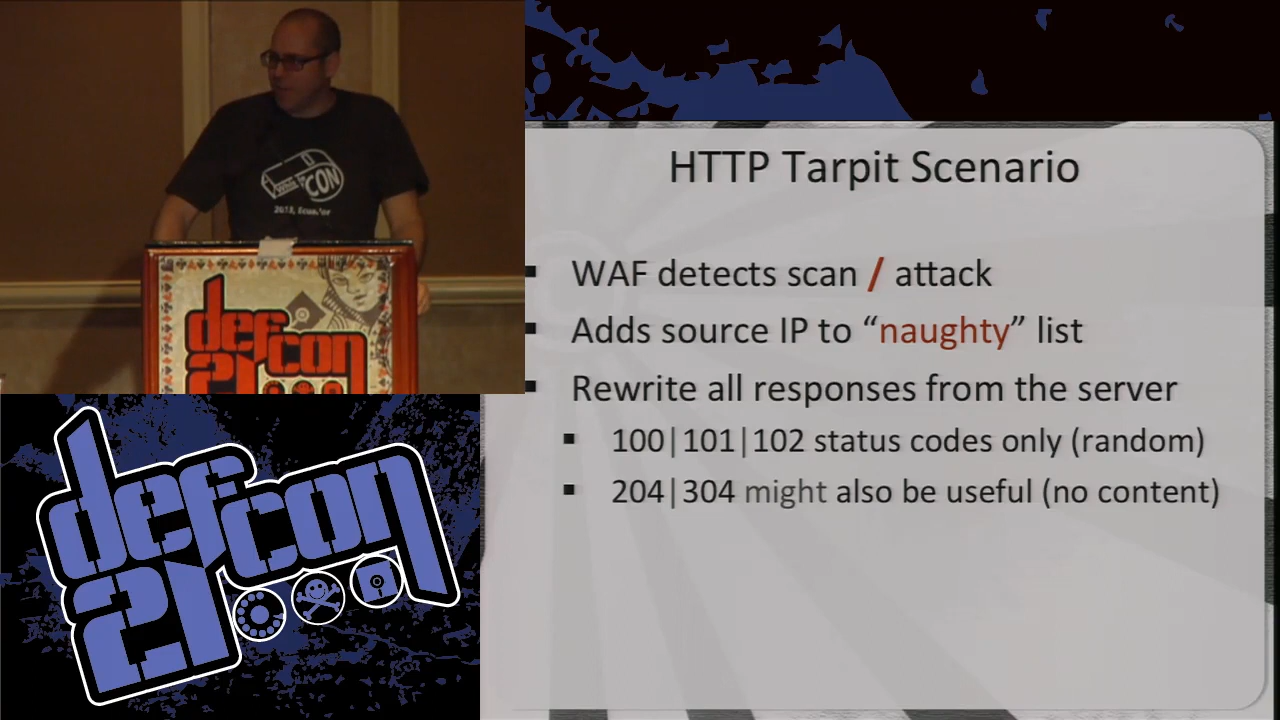 CON
defcon
21
HTTP Tarpit Scenario
WAF detects scan / attack
Adds source IP to “naughty” list
Rewrite all responses from the server
100|101|102 status codes only (random)
204|304 might also be useful (no content)
defcon
21